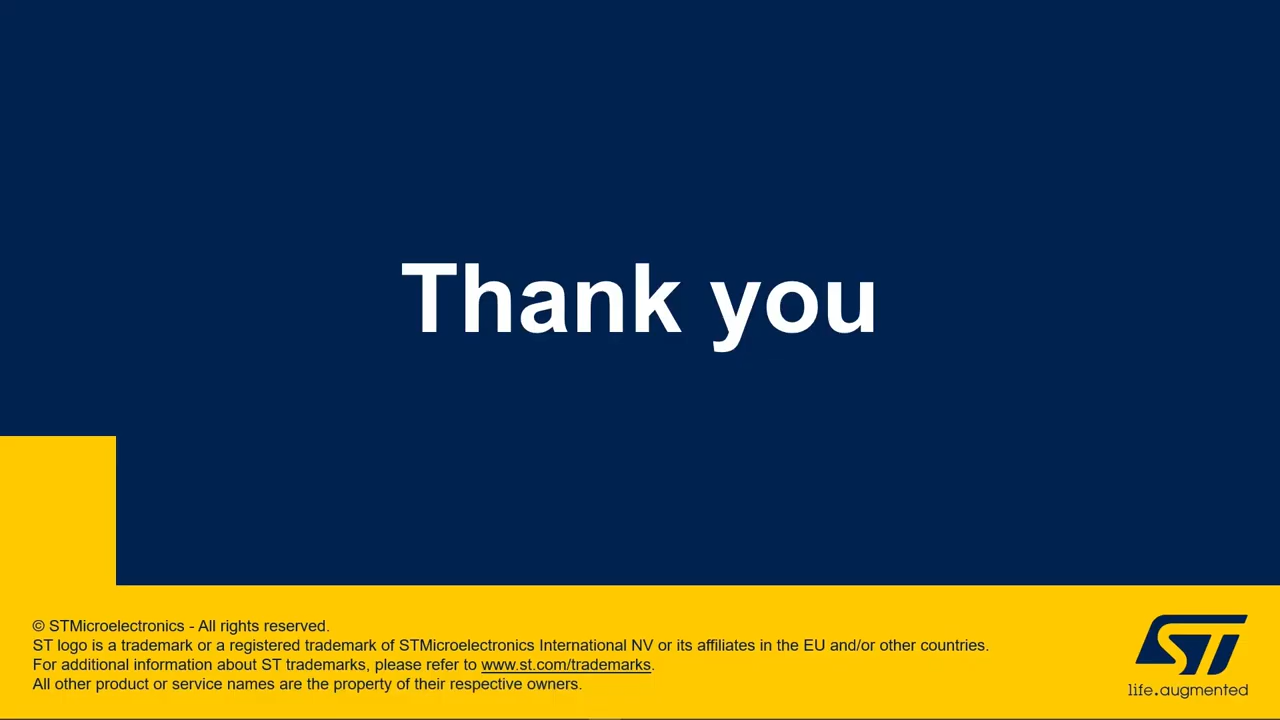 Thank you
© STMicroelectronics - All rights reserved.
ST logo is a trademark or a registered trademark of STMicroelectronics International NV or its affiliates in the EU and/or other countries.
For additional information about ST trademarks, please refer to www.st.com/trademarks.
All other product or service names are the property of their respective owners.
ST
life.augmented